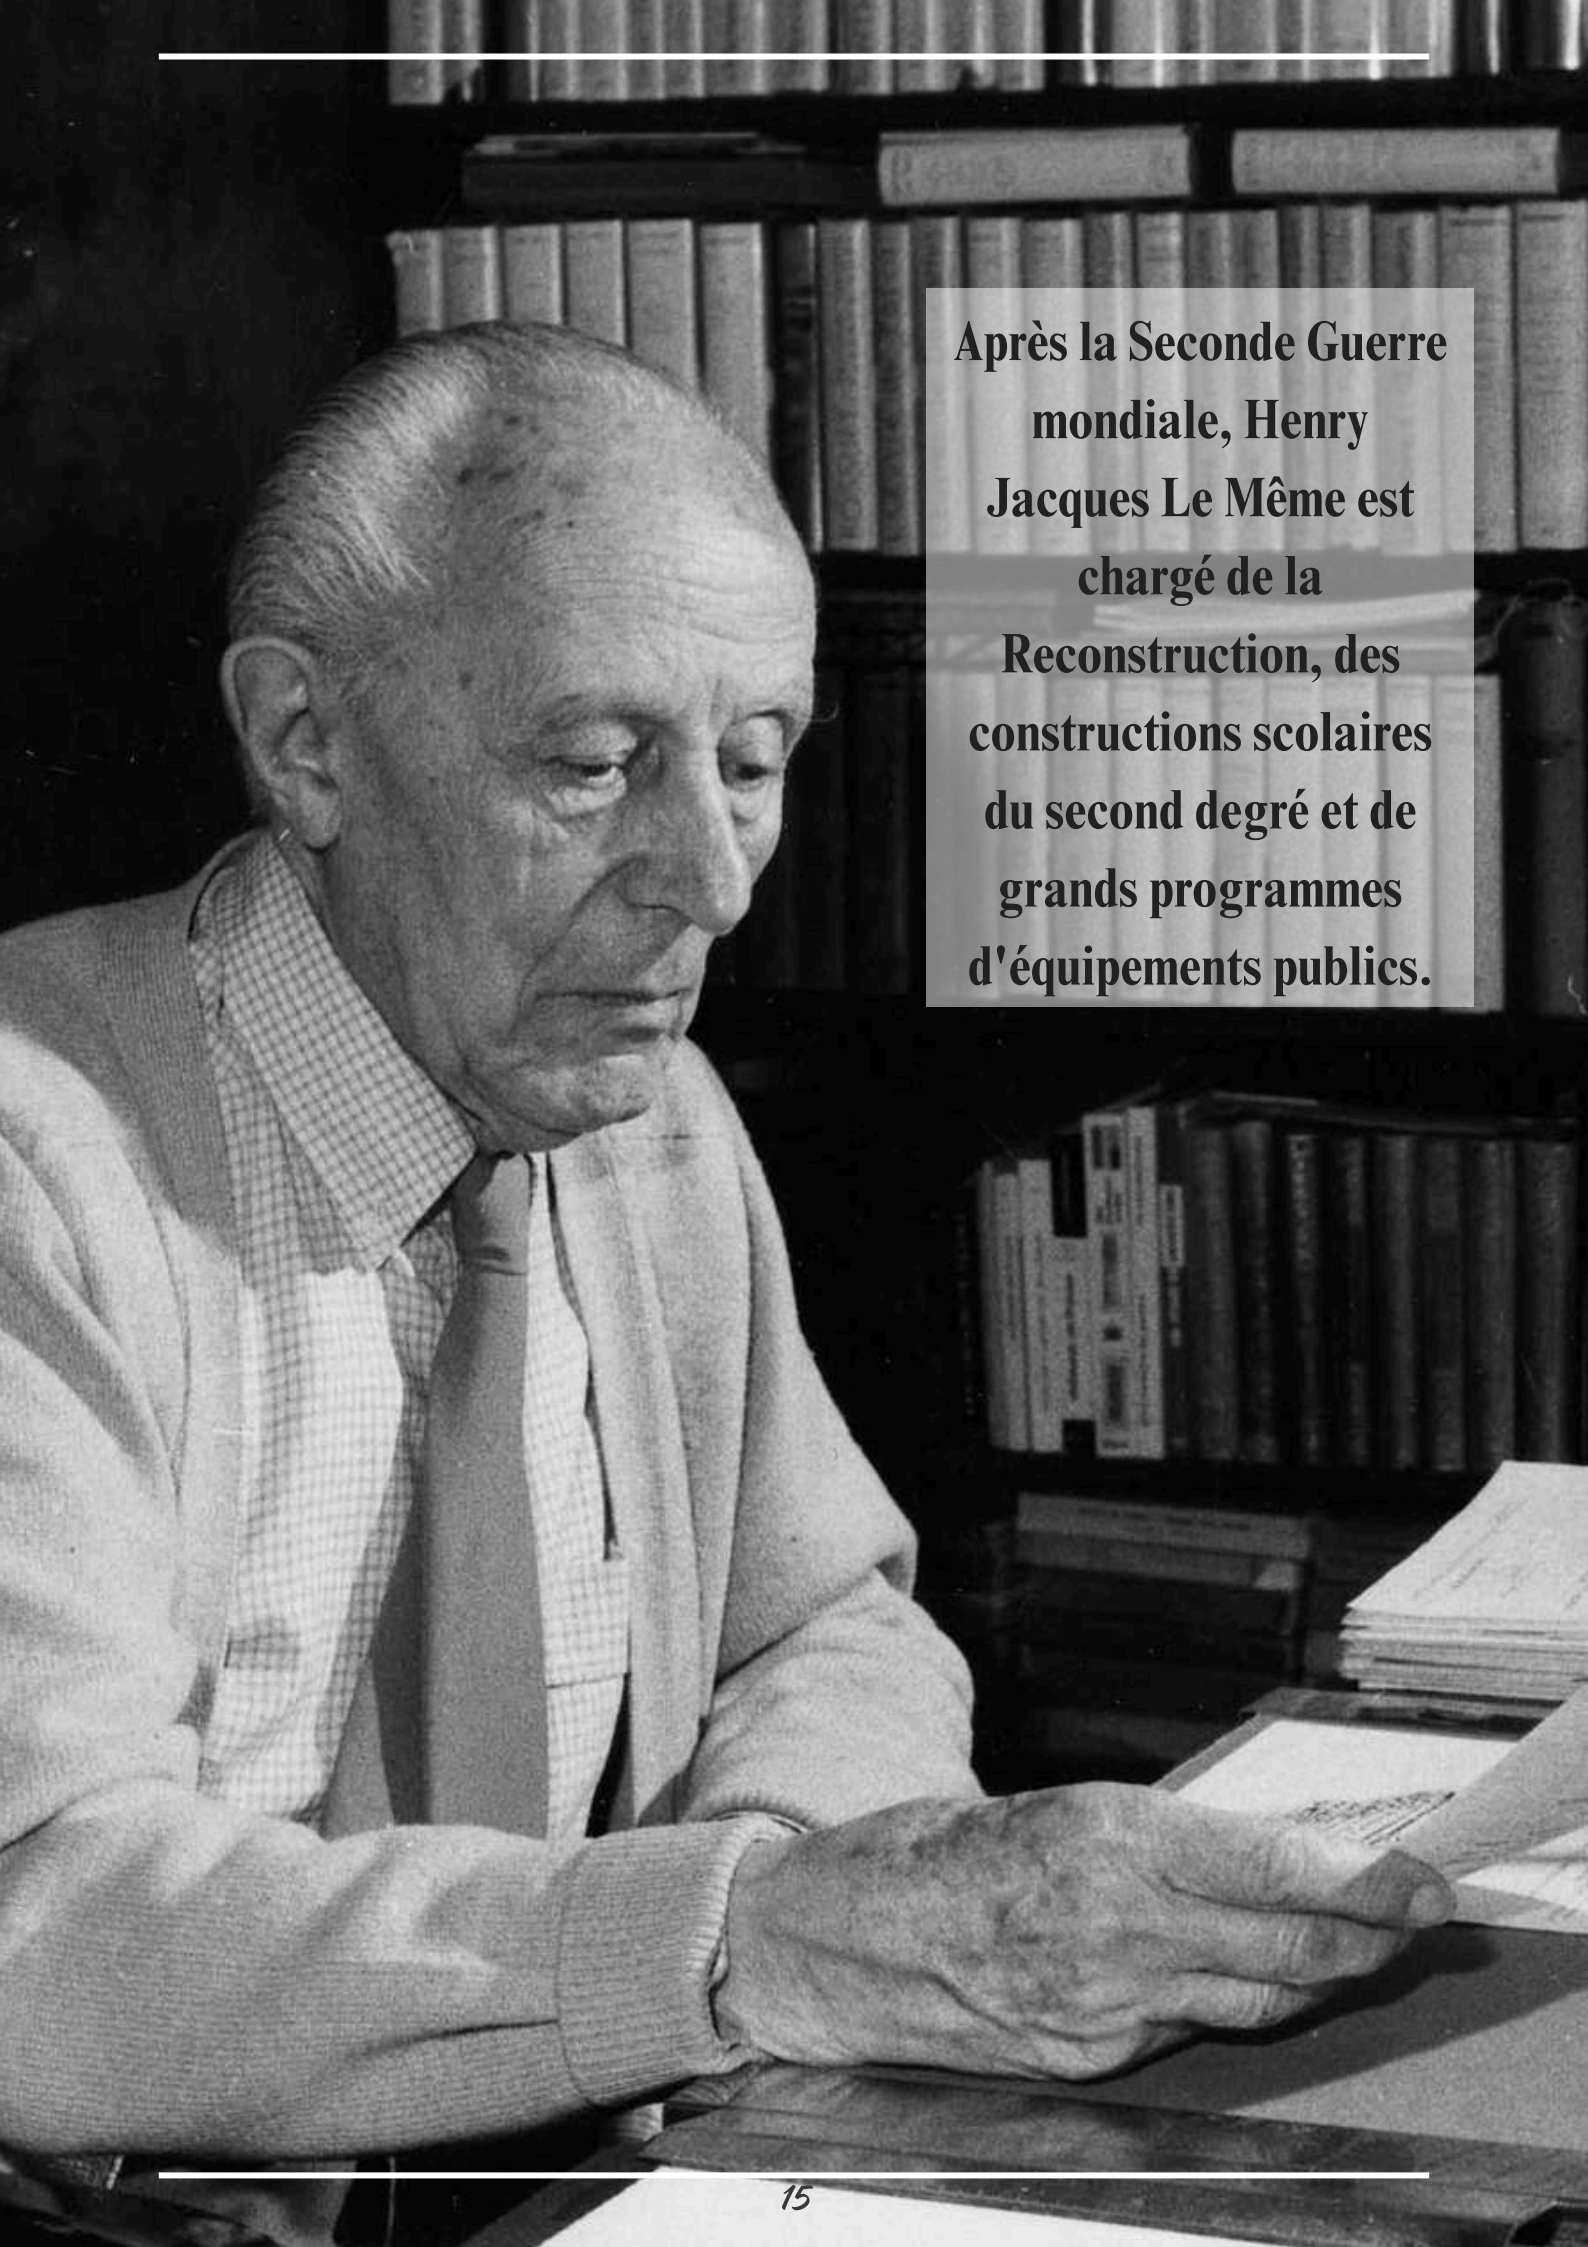 Après la Seconde Guerre
mondiale, Henry
Jacques Le Même est
chargé de la
Reconstruction, des
constructions scolaires
du second degré et de
grands programmes
d'équipements publics.
15